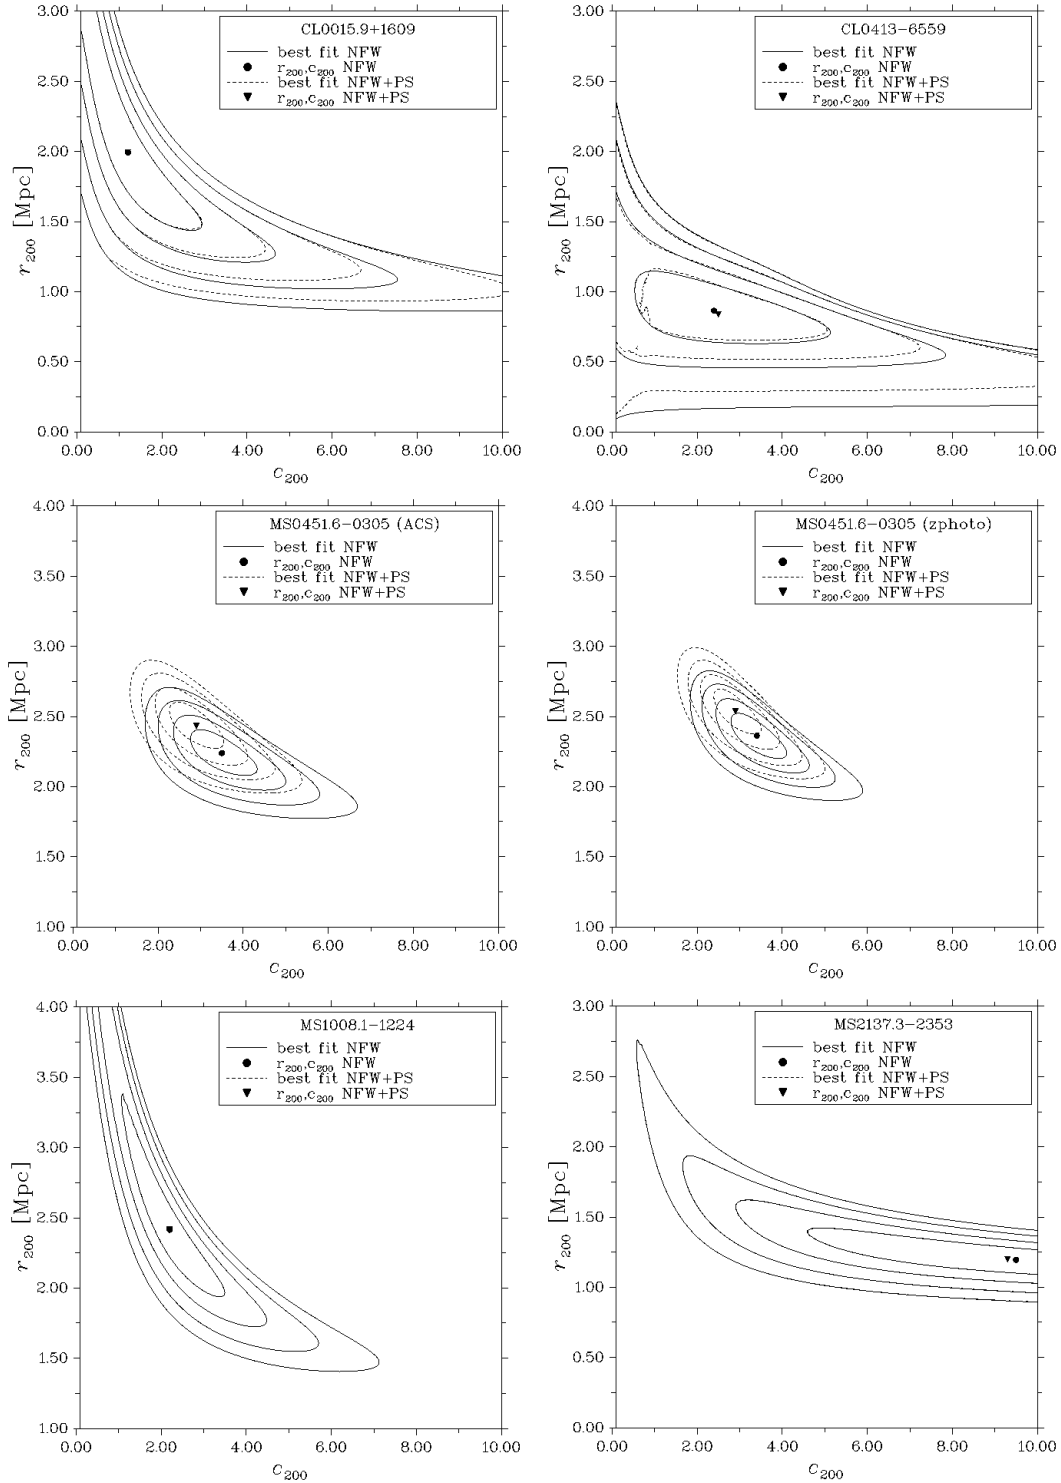 CL0015.9+1609
best fit NFW
r200,c200 NFW
best fit NFW+PS
r200,c200 NFW+PS
3.00
2.50
2.00
1.50
1.00
0.50
0.00
r200 [Mpc]
0.00 2.00 4.00 6.00 8.00 10.00
c200
CL0413-6559
best fit NFW
r200,c200 NFW
best fit NFW+PS
r200,c200 NFW+PS
3.00
2.50
2.00
1.50
1.00
0.50
0.00
r200 [Mpc]
0.00 2.00 4.00 6.00 8.00 10.00
c200
MS0451.6-0305 (ACS)
best fit NFW
r200,c200 NFW
best fit NFW+PS
r200,c200 NFW+PS
4.00
3.50
3.00
2.50
2.00
1.50
1.00
r200 [Mpc]
0.00 2.00 4.00 6.00 8.00 10.00
c200
MS0451.6-0305 (zphoto)
best fit NFW
r200,c200 NFW
best fit NFW+PS
r200,c200 NFW+PS
4.00
3.50
3.00
2.50
2.00
1.50
1.00
r200 [Mpc]
0.00 2.00 4.00 6.00 8.00 10.00
c200
MS1008.1-1224
best fit NFW
r200,c200 NFW
best fit NFW+PS
r200,c200 NFW+PS
4.00
3.50
3.00
2.50
2.00
1.50
1.00
r200 [Mpc]
0.00 2.00 4.00 6.00 8.00 10.00
c200
MS2137.3-2353
best fit NFW
r200,c200 NFW
best fit NFW+PS
r200,c200 NFW+PS
3.00
2.50
2.00
1.50
1.00
0.50
0.00
r200 [Mpc]
0.00 2.00 4.00 6.00 8.00 10.00
c200